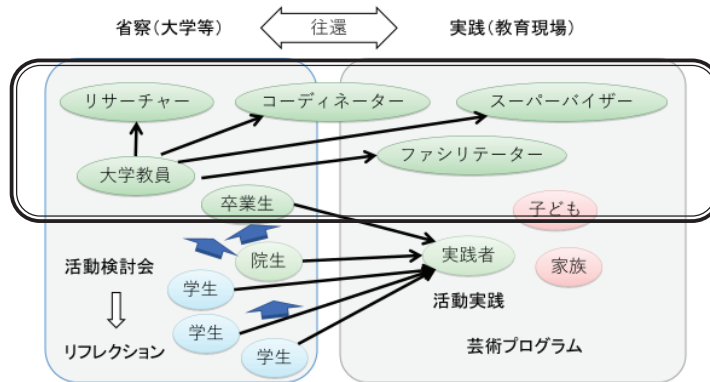 省察（大学等）
往還
実践（教育現場）
リサーチャー
コーディネーター
スーパーバイザー
大学教員
ファシリテーター
卒業生
子ども
活動検討会
院生
実践者
家族
学生
活動実践
リフレクション
学生
学生
芸術プログラム